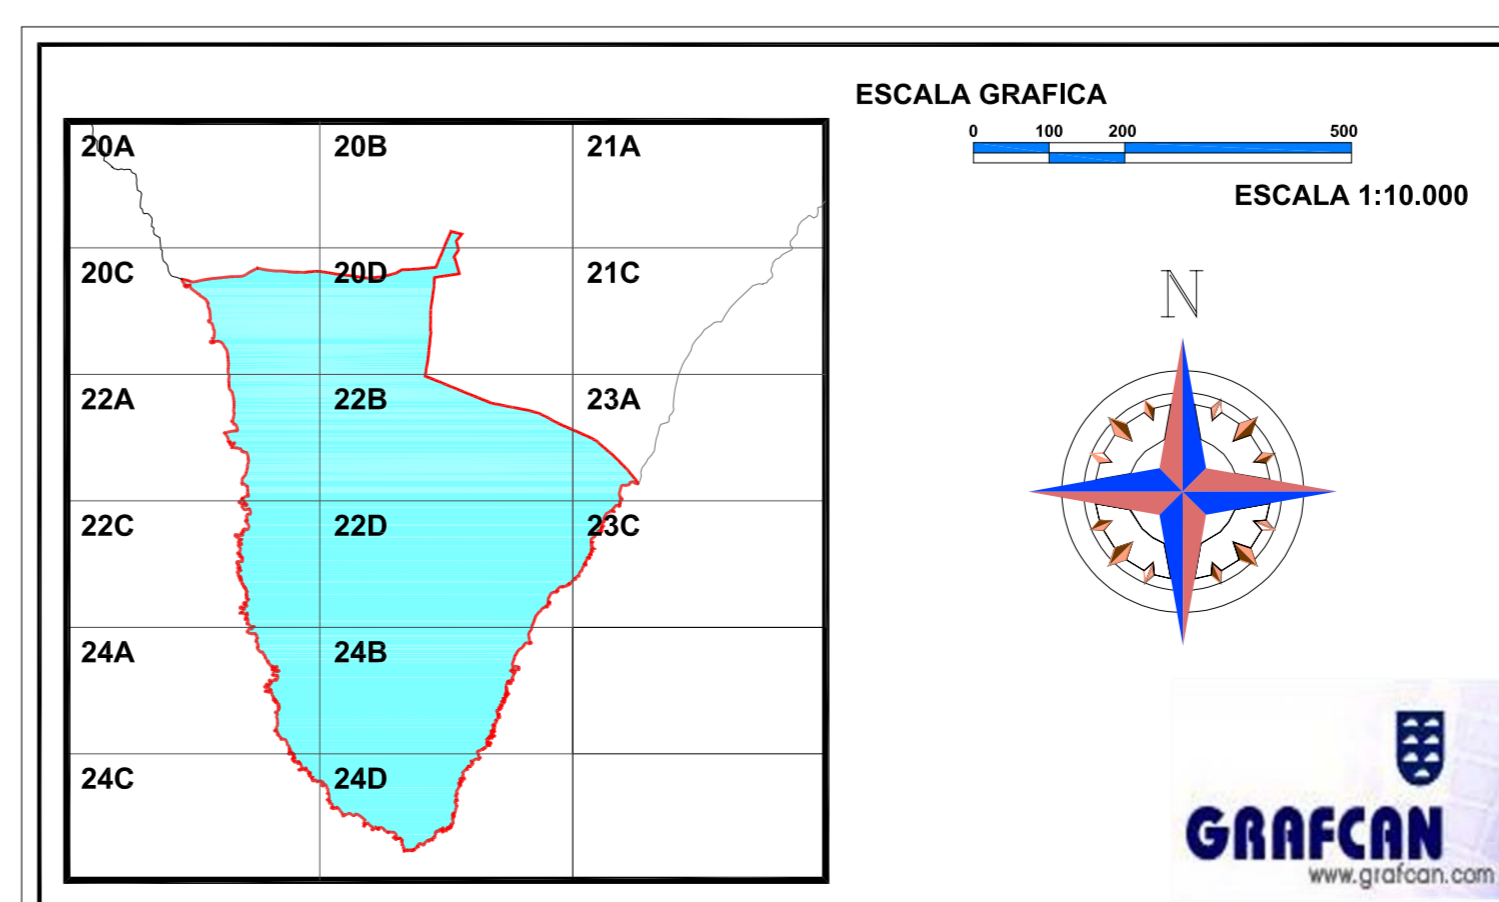 ESCALA GRAFICA
0 100 200 500
ESCALA 1:10.000
20A 20B 21A
20C 20D 21C
22A 22B 23A
22C 22D 23C
24A 24B
24C 24D
N
GRAFCAN
www.grafcan.com